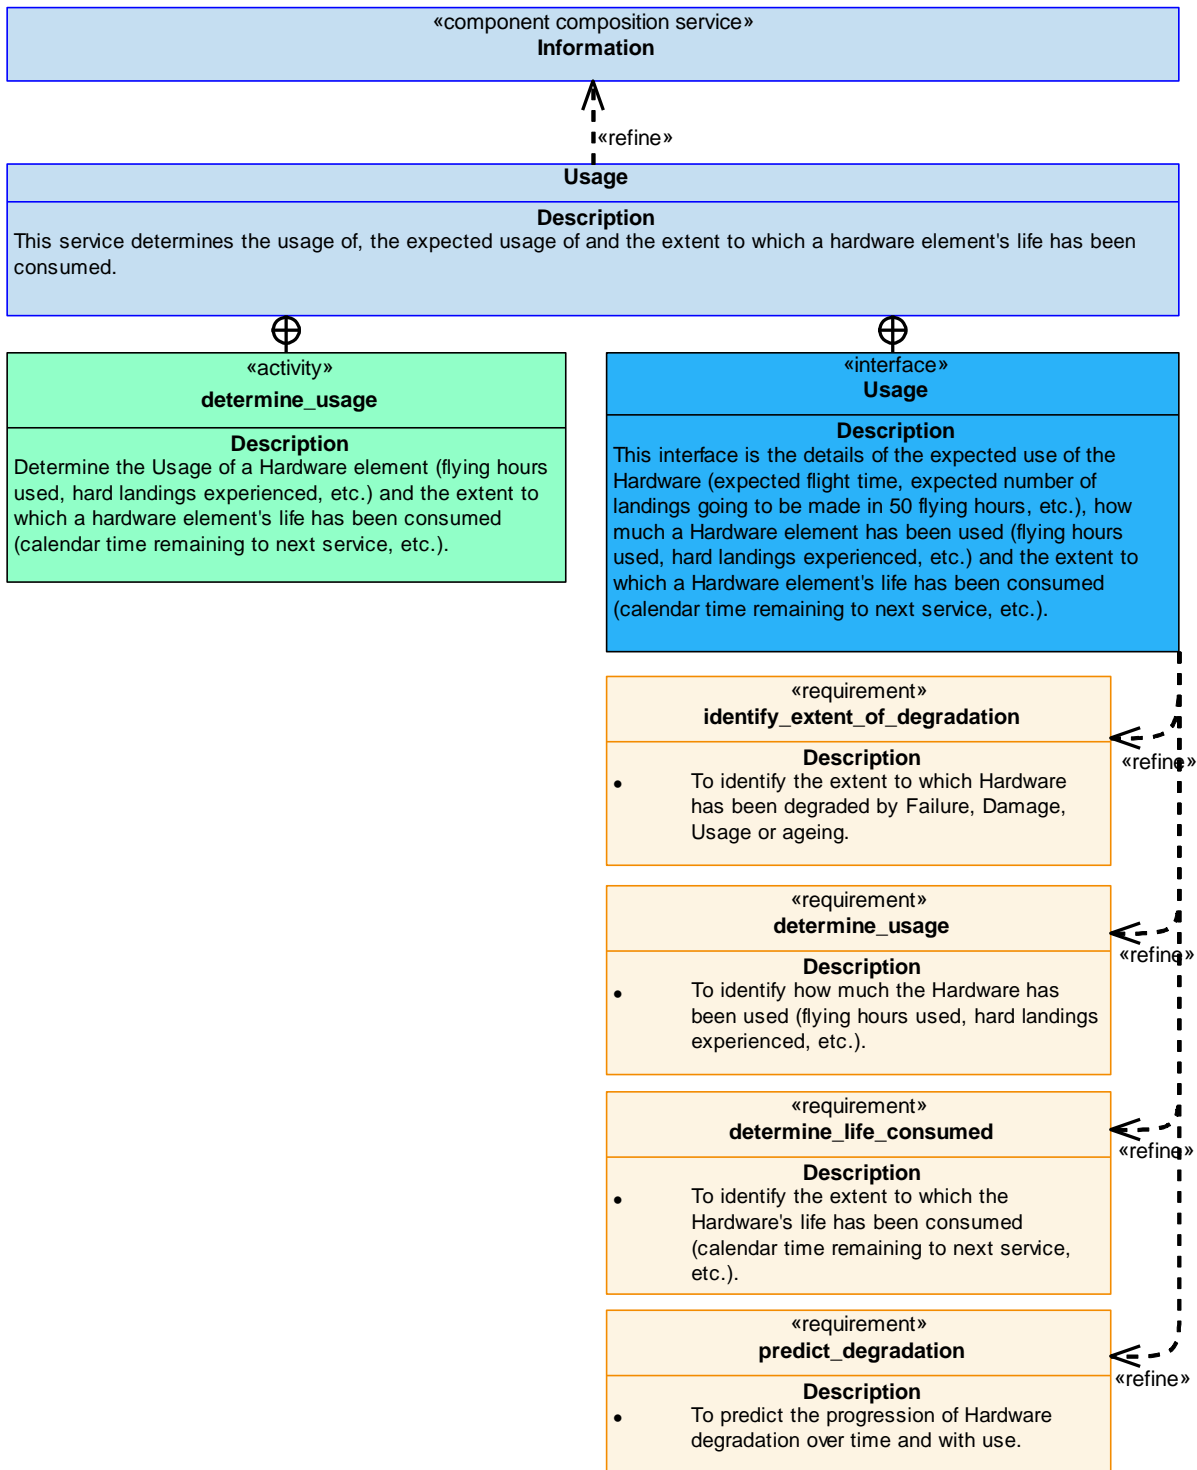 «component composition service»
Information
«refine»
Usage
Description
This service determines the usage of, the expected usage of and the extent to which a hardware element's life has been
consumed.
«activity»
determine_usage
Description
Determine the Usage of a Hardware element (flying hours
used, hard landings experienced, etc.) and the extent to
which a hardware element's life has been consumed
(calendar time remaining to next service, etc.).
«interface»
Usage
Description
This interface is the details of the expected use of the
Hardware (expected flight time, expected number of
landings going to be made in 50 flying hours, etc.), how
much a Hardware element has been used (flying hours
used, hard landings experienced, etc.) and the extent to
which a Hardware element's life has been consumed
(calendar time remaining to next service, etc.).
«requirement»
identify_extent_of_degradation
Description
• To identify the extent to which Hardware
has been degraded by Failure, Damage,
Usage or ageing.
«refine»
«requirement»
determine_usage
Description
• To identify how much the Hardware has
been used (flying hours used, hard landings
experienced, etc.).
«refine»
«requirement»
determine_life_consumed
Description
• To identify the extent to which the
Hardware's life has been consumed
(calendar time remaining to next service,
etc.).
«refine»
«requirement»
predict_degradation
Description
• To predict the progression of Hardware
degradation over time and with use.
«refine»